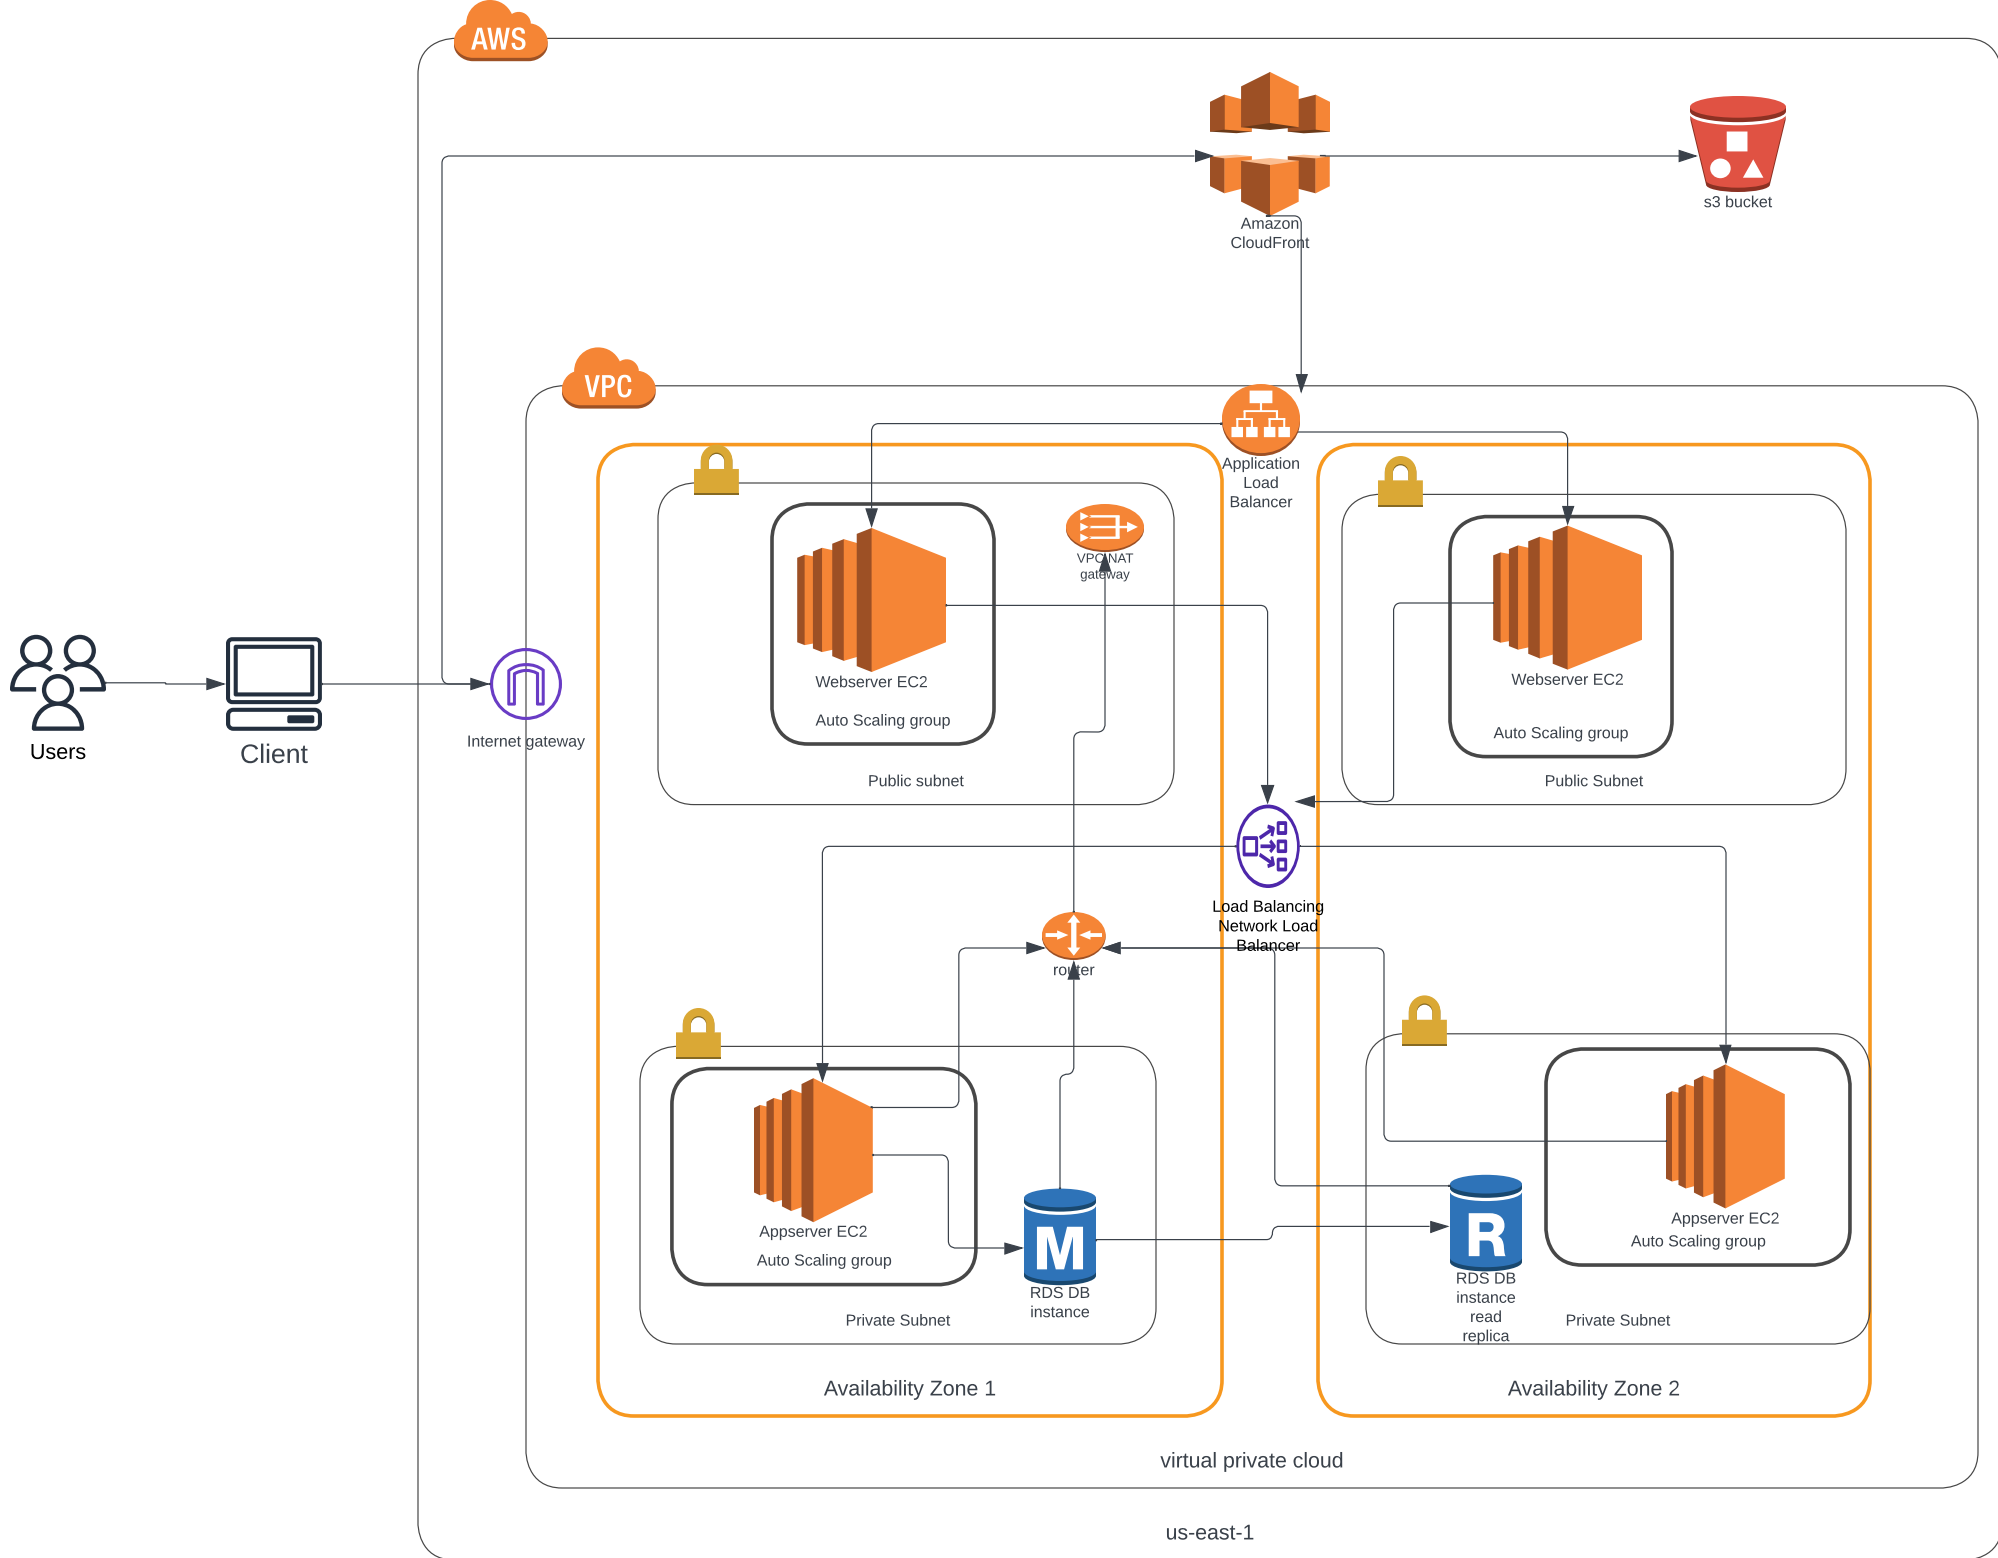 AWS
s3 bucket
Amazon
CloudFront
VPC
Application
Load
Balancer
VPC NAT
gateway
Webserver EC2
Auto Scaling group
Public subnet
Webserver EC2
Auto Scaling group
Public Subnet
Users
Client
Internet gateway
Load Balancing
Network Load
Balancer
router
Appserver EC2
Auto Scaling group
M
RDS DB
instance
Private Subnet
R
RDS DB
instance
read
replica
Appserver EC2
Auto Scaling group
Private Subnet
Availability Zone 1
Availability Zone 2
virtual private cloud
us-east-1